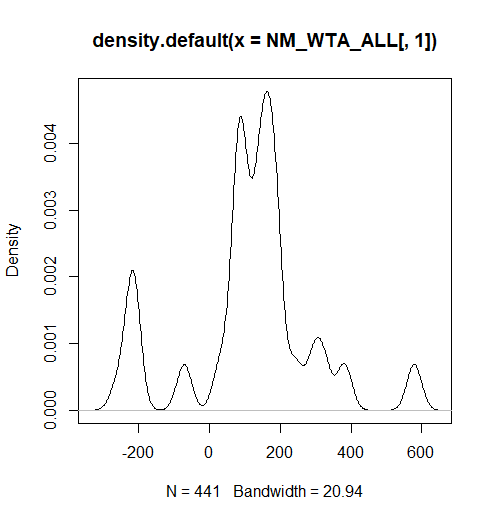 density.default(x = NM_WTA_ALL[, 1])
Density
0.004
0.003
0.002
0.001
0.000
-200 0 200 400 600
N = 441 Bandwidth = 20.94